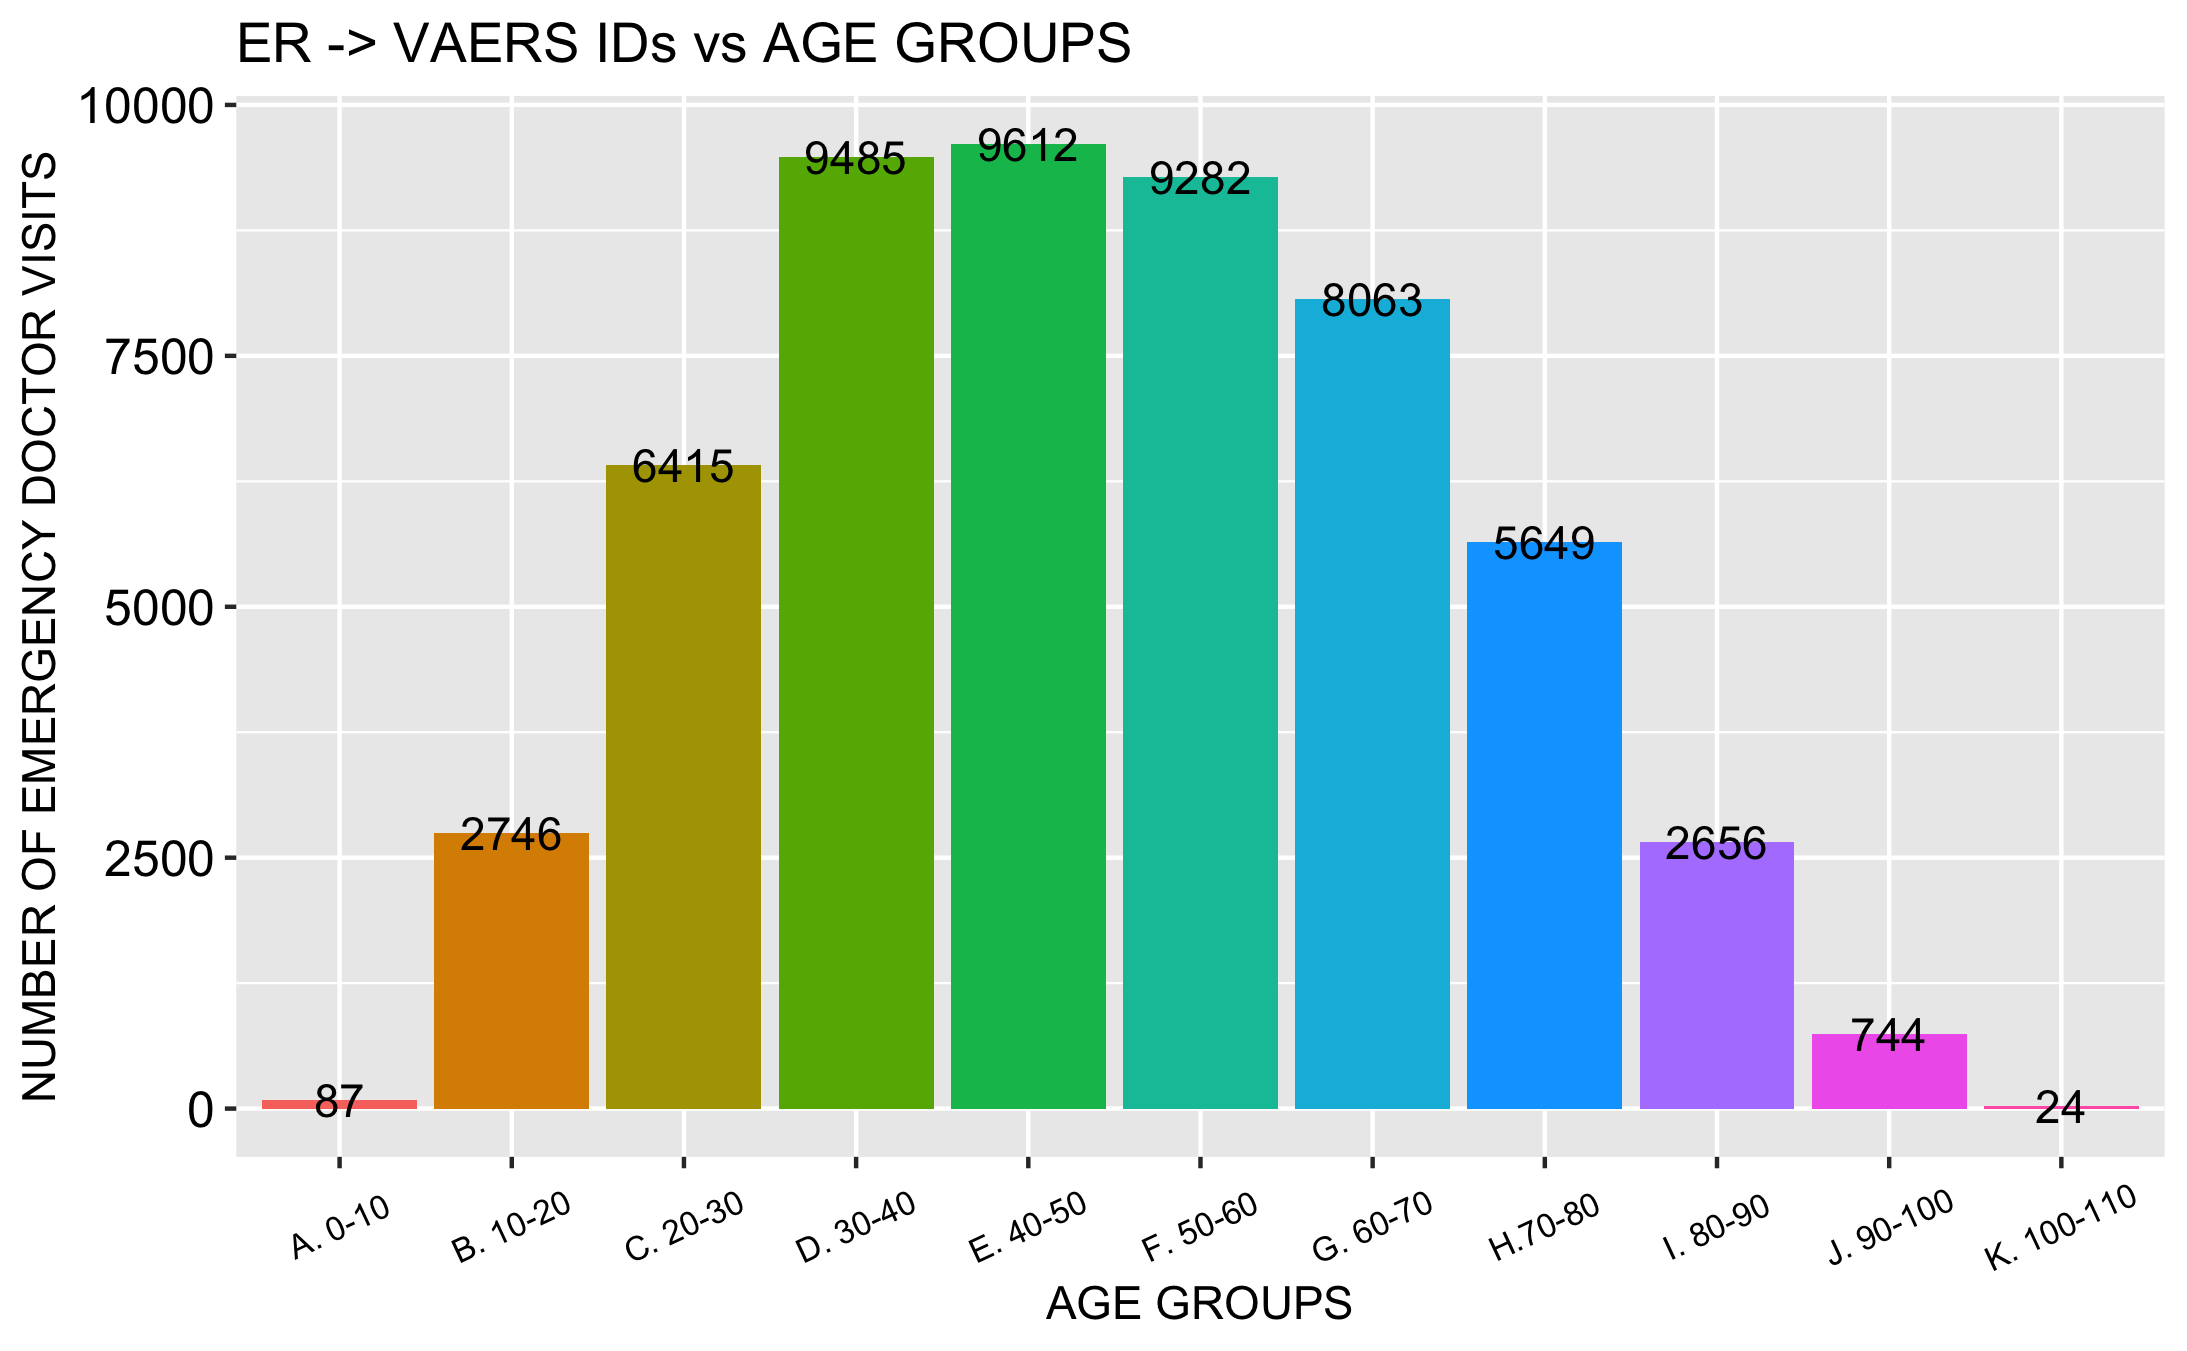 ER -> VAERS IDs vs AGE GROUPS
NUMBER OF EMERGENCY DOCTOR VISITS
10000
7500
5000
2500
0
87
2746
6415
9485
9612
9282
8063
5649
2656
744
24
A. 0-10
B. 10-20
C. 20-30
D. 30-40
E. 40-50
F. 50-60
G. 60-70
H.70-80
I. 80-90
J. 90-100
K. 100-110
AGE GROUPS